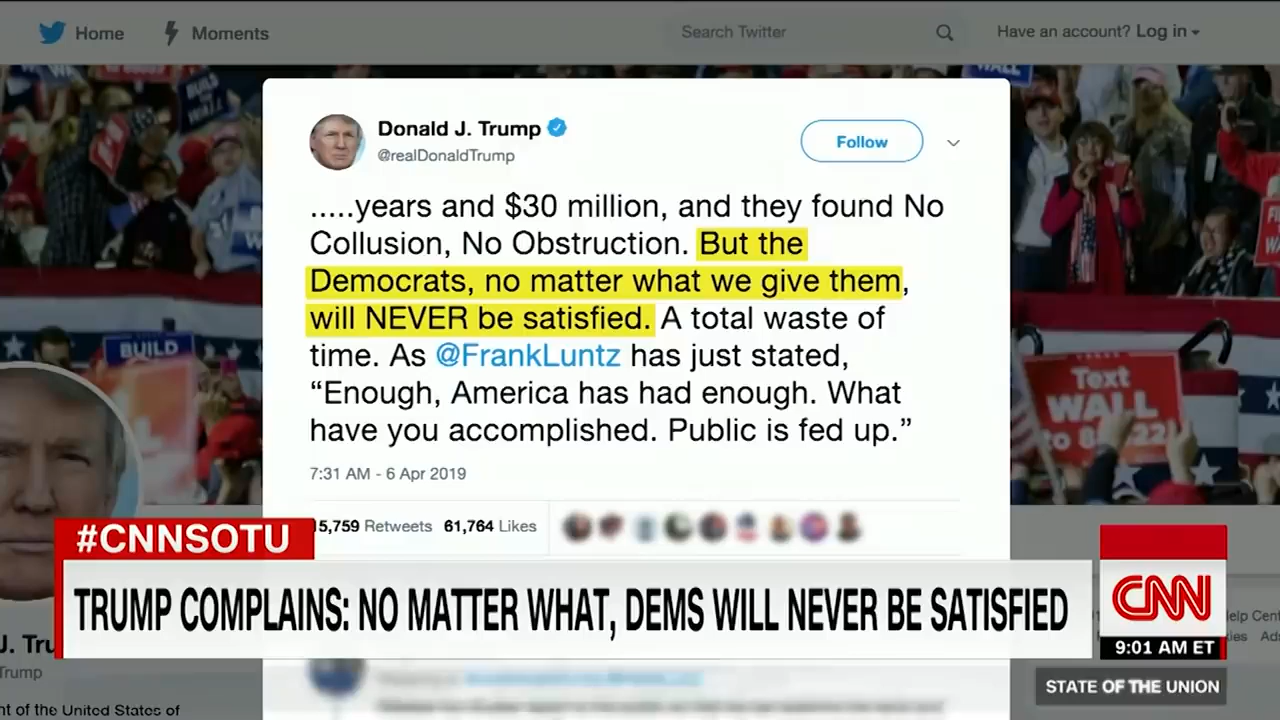 Home
Moments
Search Twitter
Have an account? Log in
Donald J. Trump
@realDonaldTrump
Follow
.....years and $30 million, and they found No
Collusion, No Obstruction. But the
Democrats, no matter what we give them,
will NEVER be satisfied. A total waste of
time. As @FrankLuntz has just stated,
“Enough, America has had enough. What
have you accomplished. Public is fed up.”
7:31 AM - 6 Apr 2019
15,759 Retweets 61,764 Likes
BUILD
Text
WALL
#CNNSOTU
TRUMP COMPLAINS: NO MATTER WHAT, DEMS WILL NEVER BE SATISFIED
CNN
9:01 AM ET
STATE OF THE UNION
J. Tru
Trump
nt of the United States of